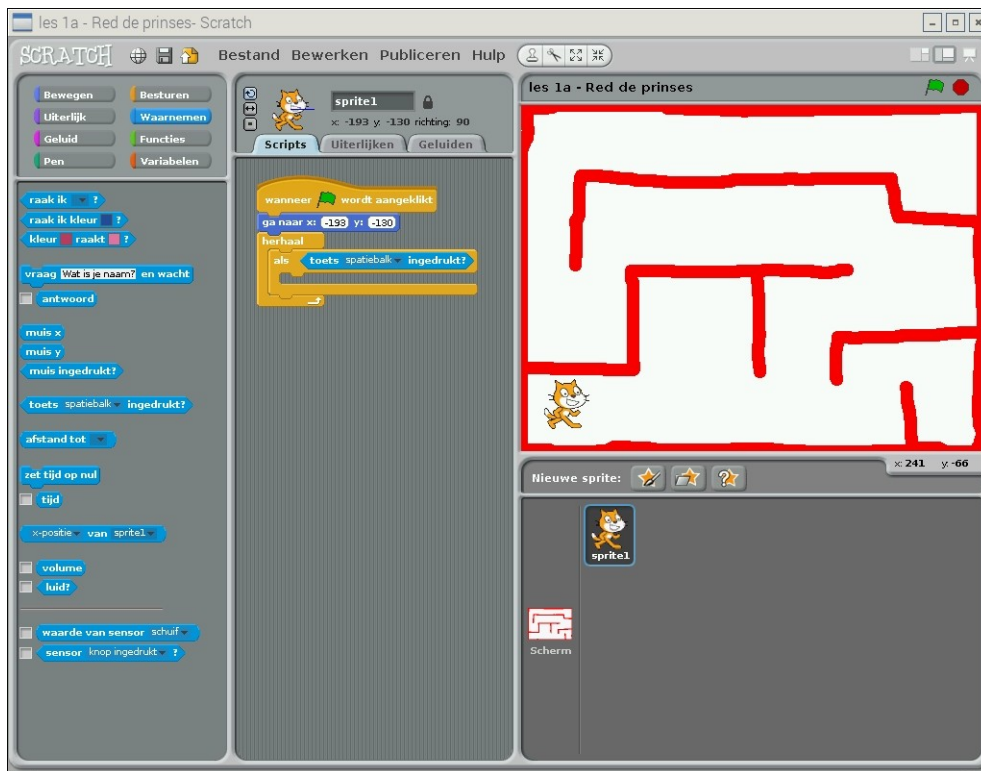 les 1a - Red de prinses- Scratch
SCRATCH Bestand Bewerken Publiceren Hulp
Bewegen Besturen
Uiterlijk Waarnemen
Geluid Functies
Pen Variabelen
raak ik ?
raak ik kleur ?
kleur raakt ?
vraag Wat is je naam? en wacht
antwoord
muis x
muis y
muis ingedrukt?
toets spatiebalk ingedrukt?
afstand tot
zet tijd op nul
tijd
x-positie van sprite1
volume
luid?
waarde van sensor schuif
sensor knop ingedrukt ?
sprite1
x: -193 y: -130 richting: 90
Scripts Uiterlijken Geluiden
wanneer wordt aangeklikt
ga naar x: -193 y: -130
herhaal
als toets spatiebalk ingedrukt?
les 1a - Red de prinses
x: 241 y: -66
Nieuwe sprite:
sprite1
Scherm